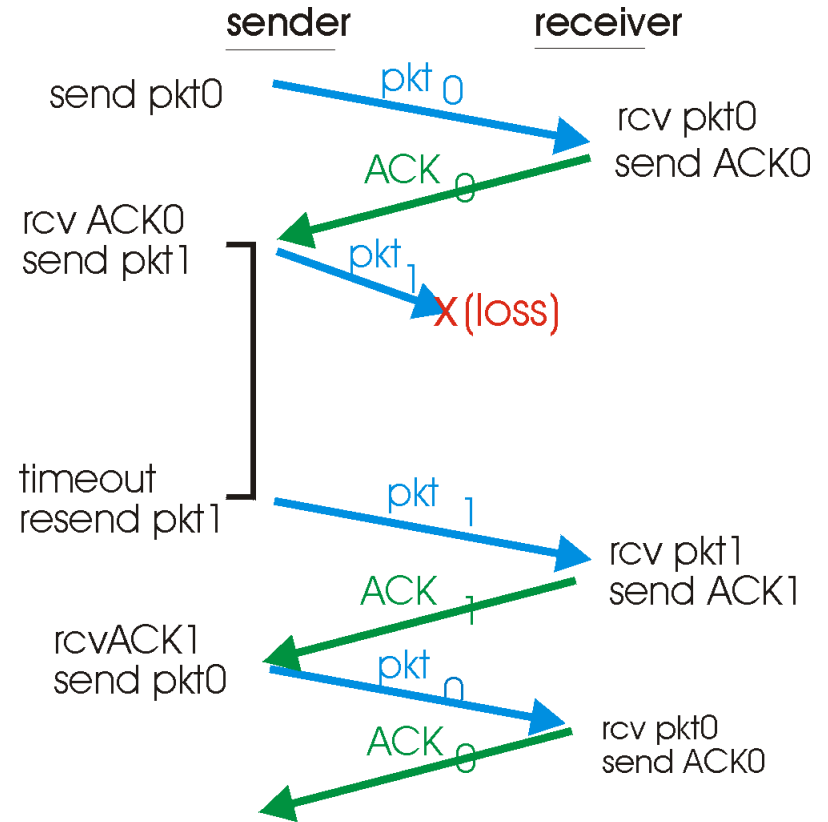 sender
receiver
send pkt0
pkt 0
rcv pkt0
send ACK0
ACK 0
rcv ACK0
send pkt1
pkt 1
X (loss)
timeout
resend pkt1
pkt 1
rcv pkt1
send ACK1
ACK 1
rcvACK1
send pkt0
pkt 0
rcv pkt0
send ACK0
ACK 0